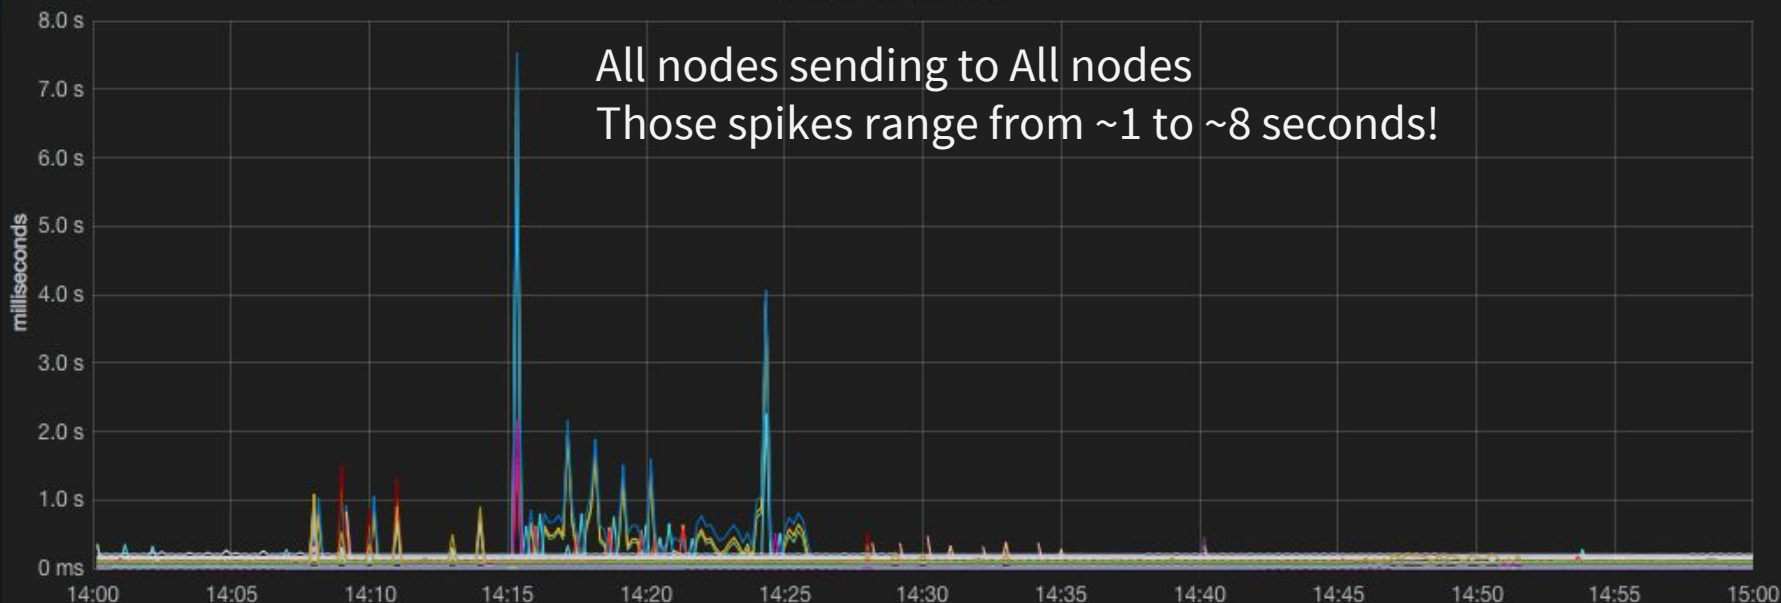 8.0 s
All nodes sending to All nodes
7.0 s
Those spikes range from ~1 to ~8 seconds!
6.0 s
5.0 s
milliseconds
4.0 s
3.0 s
2.0 s
1.0 s
0 ms
14:00 14:05 14:10 14:15 14:20 14:25 14:30 14:35 14:40 14:45 14:50 14:55 15:00